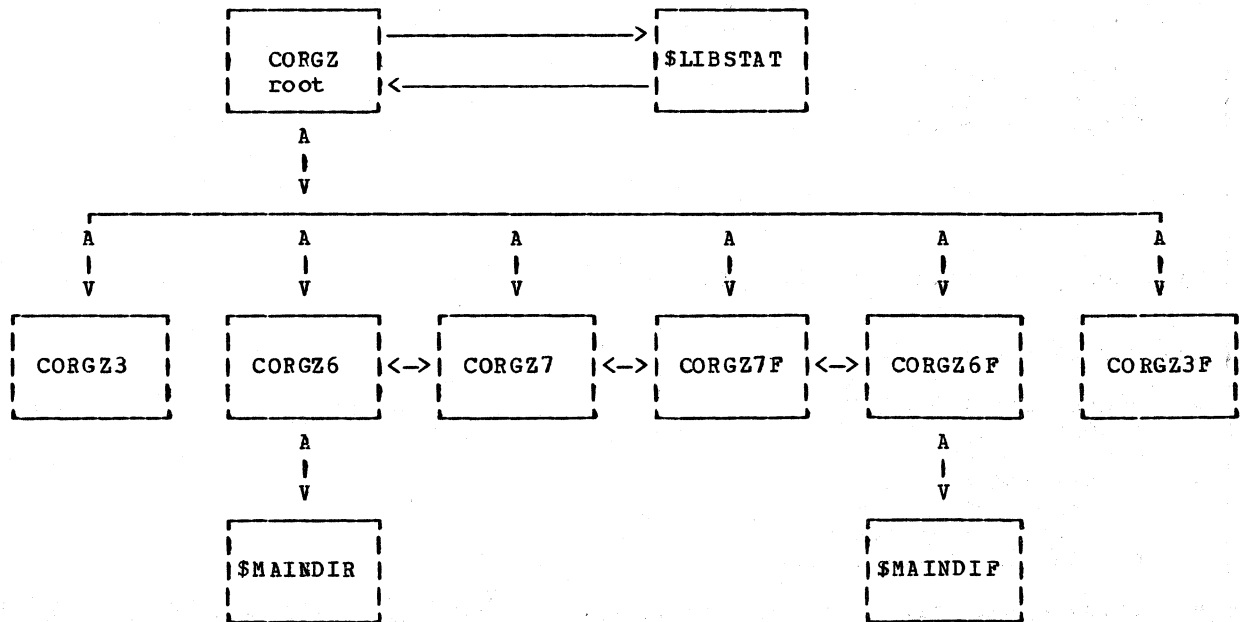 CORGZ
root
$LIBSTAT
CORGZ3
CORGZ6
CORGZ7
CORGZ7F
CORGZ6F
CORGZ3F
$MAINDIR
$MAINDIF